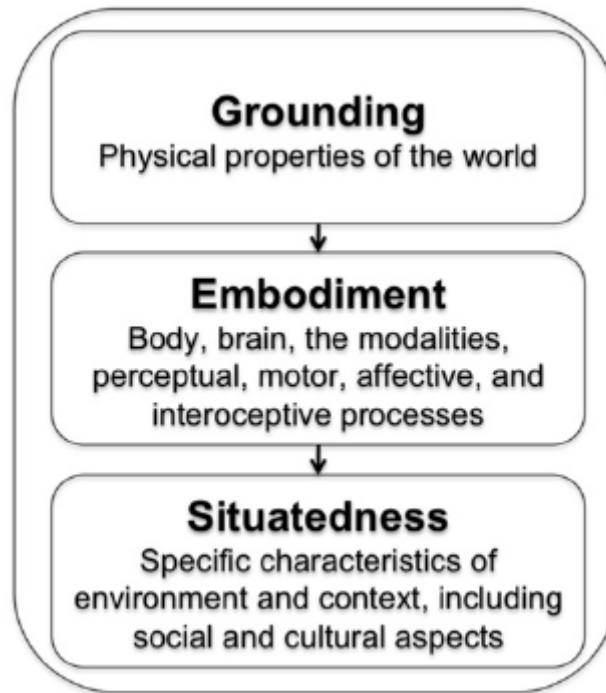 Grounding
Physical properties of the world
Embodiment
Body, brain, the modalities,
perceptual, motor, affective, and
interoceptive processes
Situatedness
Specific characteristics of
environment and context, including
social and cultural aspects